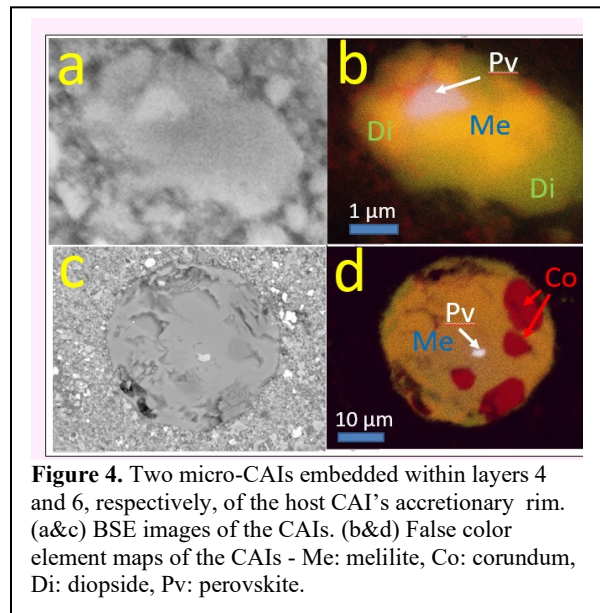 a
b
Pv
Di
Me
Di
1 µm
c
d
Co
Pv
Me
10 µm
Figure 4. Two micro-CAIs embedded within layers 4
and 6, respectively, of the host CAI's accretionary rim.
(a&c) BSE images of the CAIs. (b&d) False color
element maps of the CAIs - Me: melilite, Co: corundum,
Di: diopside, Pv: perovskite.